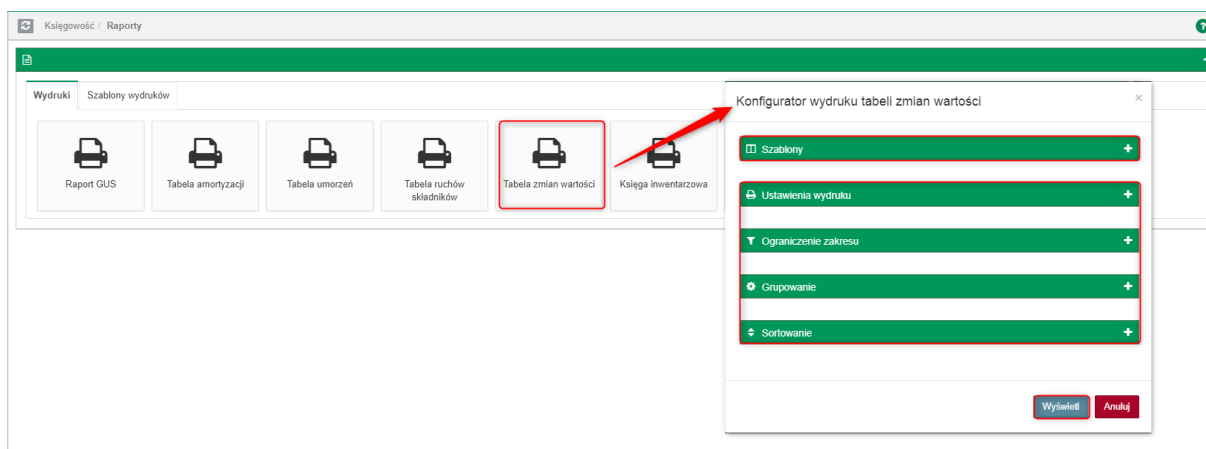 Księgowość / Raporty
?
Wydruki Szablony wydruków
Raport GUS
Tabela amortyzacji
Tabela umorzeń
Tabela ruchów
składników
Tabela zmian wartości
Księga inwentarzowa
Konfigurator wydruku tabeli zmian wartości
Szablony
Ustawienia wydruku
Ograniczenie zakresu
Grupowanie
Sortowanie
Wyświetl Anuluj